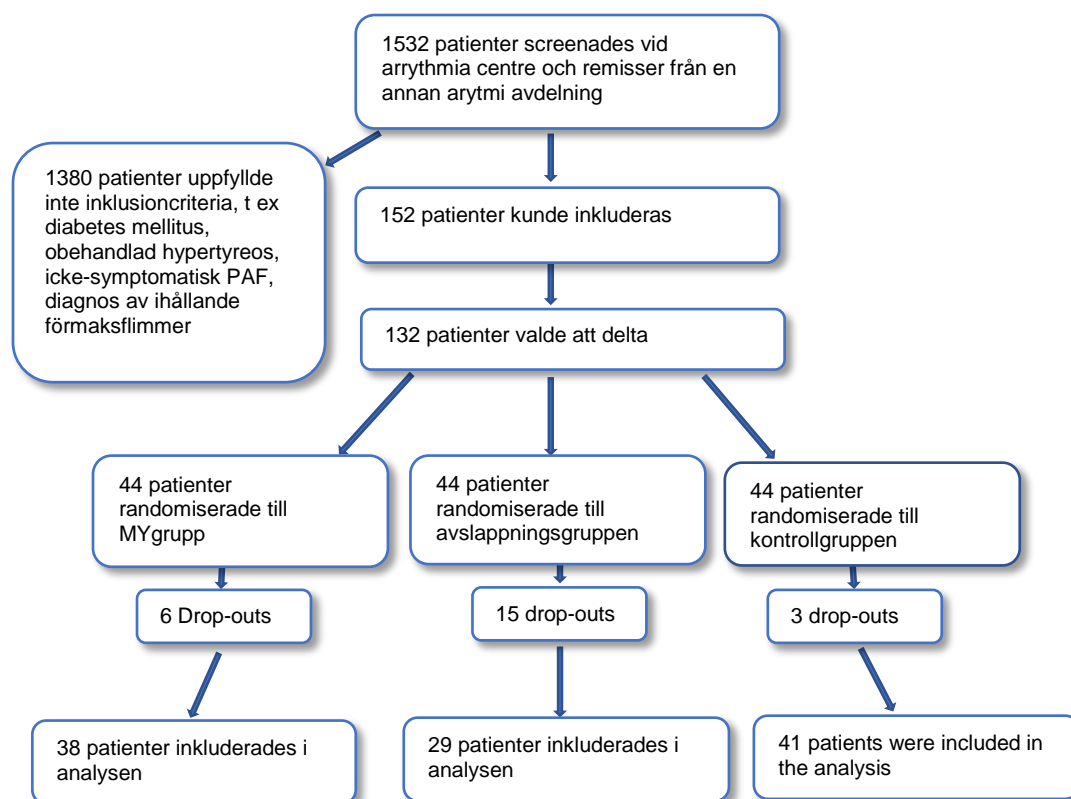 1532 patienter screenades vid
arrythmia centre och remisser från en
annan arytmi avdelning
1380 patienter uppfyllde
inte inklusioncriteria, t ex
diabetes mellitus,
obehandlad hypertyreos,
icke-symptomatisk PAF,
diagnos av ihållande
förmaksflimmer
152 patienter kunde inkluderas
132 patienter valde att delta
44 patienter
randomiserade till
MYgrupp
44 patienter
randomiserade till
avslappningsgruppen
44 patienter
randomiserade till
kontrollgruppen
6 Drop-outs
15 drop-outs
3 drop-outs
38 patienter inkluderades i
analysen
29 patienter inkluderades i
analysen
41 patients were included in
the analysis